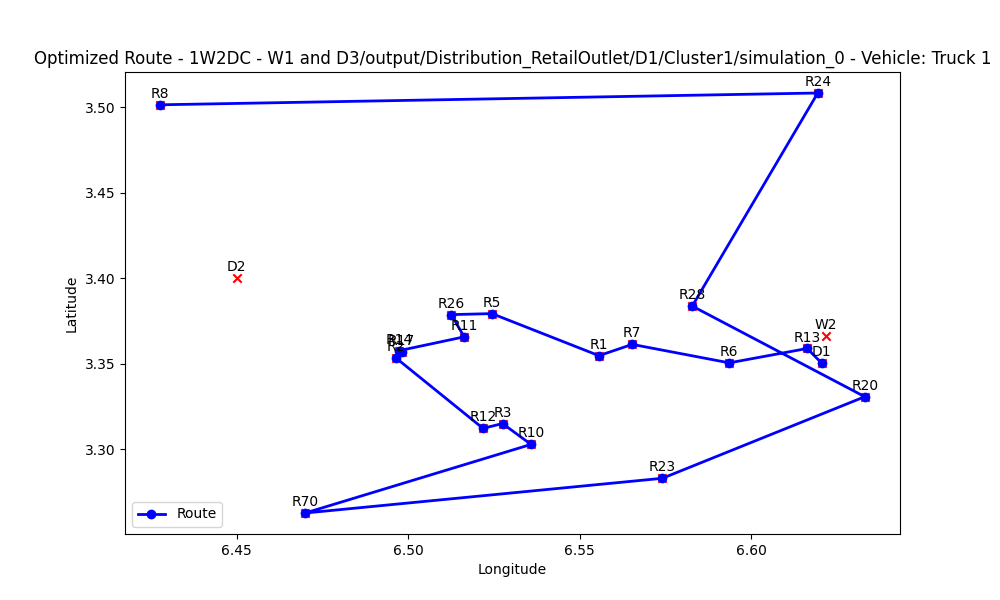 Optimized Route - 1W2DC - W1 and D3/output/Distribution_RetailOutlet/D1/Cluster1/simulation_0 - Vehicle: Truck 1
R8
R24
3.50
3.45
D2
3.40
R28
R26
R5
R11
W2
R13
R7
R1
R6
D1
R14
3.35
R20
R12
R3
R10
3.30
R23
R70
Route
6.45
6.50
6.55
6.60
Longitude
Latitude